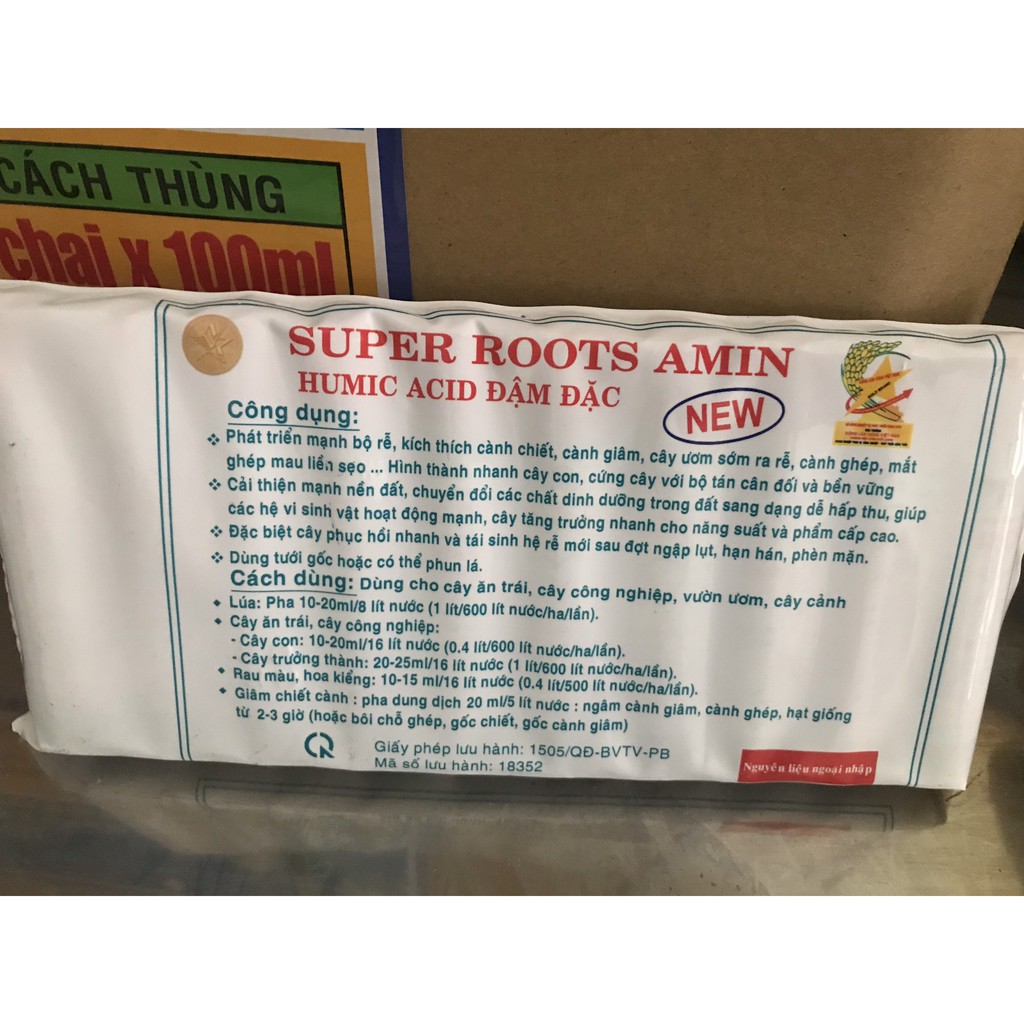 CÁCH THÙNG
chai x 100ml
SUPER ROOTS AMIN
HUMIC ACID ĐẬM ĐẶC
NEW
Công dụng:
❖ Phát triển mạnh bộ rễ, kích thích cành chiết, cành giâm, cây ươm sớm ra rễ, cành ghép, mắt
ghép mau liền sẹo ... Hình thành nhanh cây con, cứng cây với bộ tán cân đối và bền vững
❖ Cải thiện mạnh nền đất, chuyển đổi các chất dinh dưỡng trong đất sang dạng dễ hấp thu, giúp
các hệ vi sinh vật hoạt động mạnh, cây tăng trưởng nhanh cho năng suất và phẩm cấp cao.
❖ Đặc biệt cây phục hồi nhanh và tái sinh hệ rễ mới sau đợt ngập lụt, hạn hán, phèn mặn.
❖ Dùng tưới gốc hoặc có thể phun lá.
Cách dùng: Dùng cho cây ăn trái, cây công nghiệp, vườn ươm, cây cảnh
◆ Lúa: Pha 10-20ml/8 lít nước (1 lít/600 lít nước/ha/lần).
◆ Cây ăn trái, cây công nghiệp:
- Cây con: 10-20ml/16 lít nước (0.4 lít/600 lít nước/ha/lần).
- Cây trưởng thành: 20-25ml/16 lít nước (1 lít/600 lít nước/ha/lần).
◆ Rau màu, hoa kiểng: 10-15 ml/16 lít nước (0.4 lít/500 lít nước/ha/lần).
◆ Giâm chiết cành : pha dung dịch 20 ml/5 lít nước : ngâm cành giâm, cành ghép, hạt giống
từ 2-3 giờ (hoặc bôi chỗ ghép, gốc chiết, gốc cành giâm)
Giấy phép lưu hành: 1505/QĐ-BVTV-PB
Mã số lưu hành: 18352
Nguyên liệu ngoại nhập